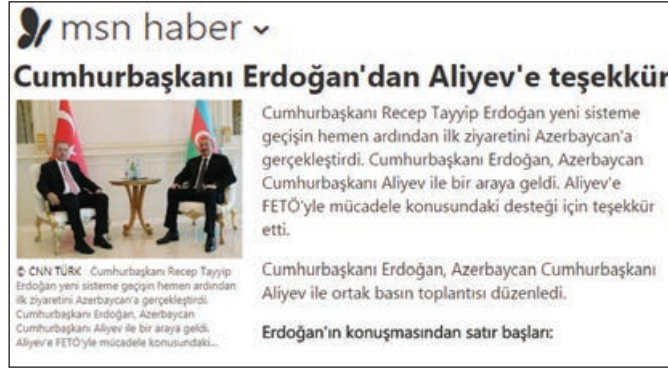 msn haber
Cumhurbaşkanı Erdoğan'dan Aliyev'e teşekkür
Cumhurbaşkanı Recep Tayyip Erdoğan yeni sisteme
geçişin hemen ardından ilk ziyaretini Azerbaycan'a
gerçekleştirdi. Cumhurbaşkanı Erdoğan, Azerbaycan
Cumhurbaşkanı Aliyev ile bir araya geldi. Aliyev'e
FETÖ'yle mücadele konusundaki desteği için teşekkür
etti.
© CNN TÜRK Cumhurbaşkanı Recep Tayyip
Erdoğan yeni sisteme geçişin hemen ardından
ilk ziyaretini Azerbaycan'a gerçekleştirdi.
Cumhurbaşkanı Erdoğan, Azerbaycan
Cumhurbaşkanı Aliyev ile bir araya geldi.
Aliyev'e FETÖ'yle mücadele konusundaki...
Cumhurbaşkanı Erdoğan, Azerbaycan Cumhurbaşkanı
Aliyev ile ortak basın toplantısı düzenledi.
Erdoğan'ın konuşmasından satır başları: